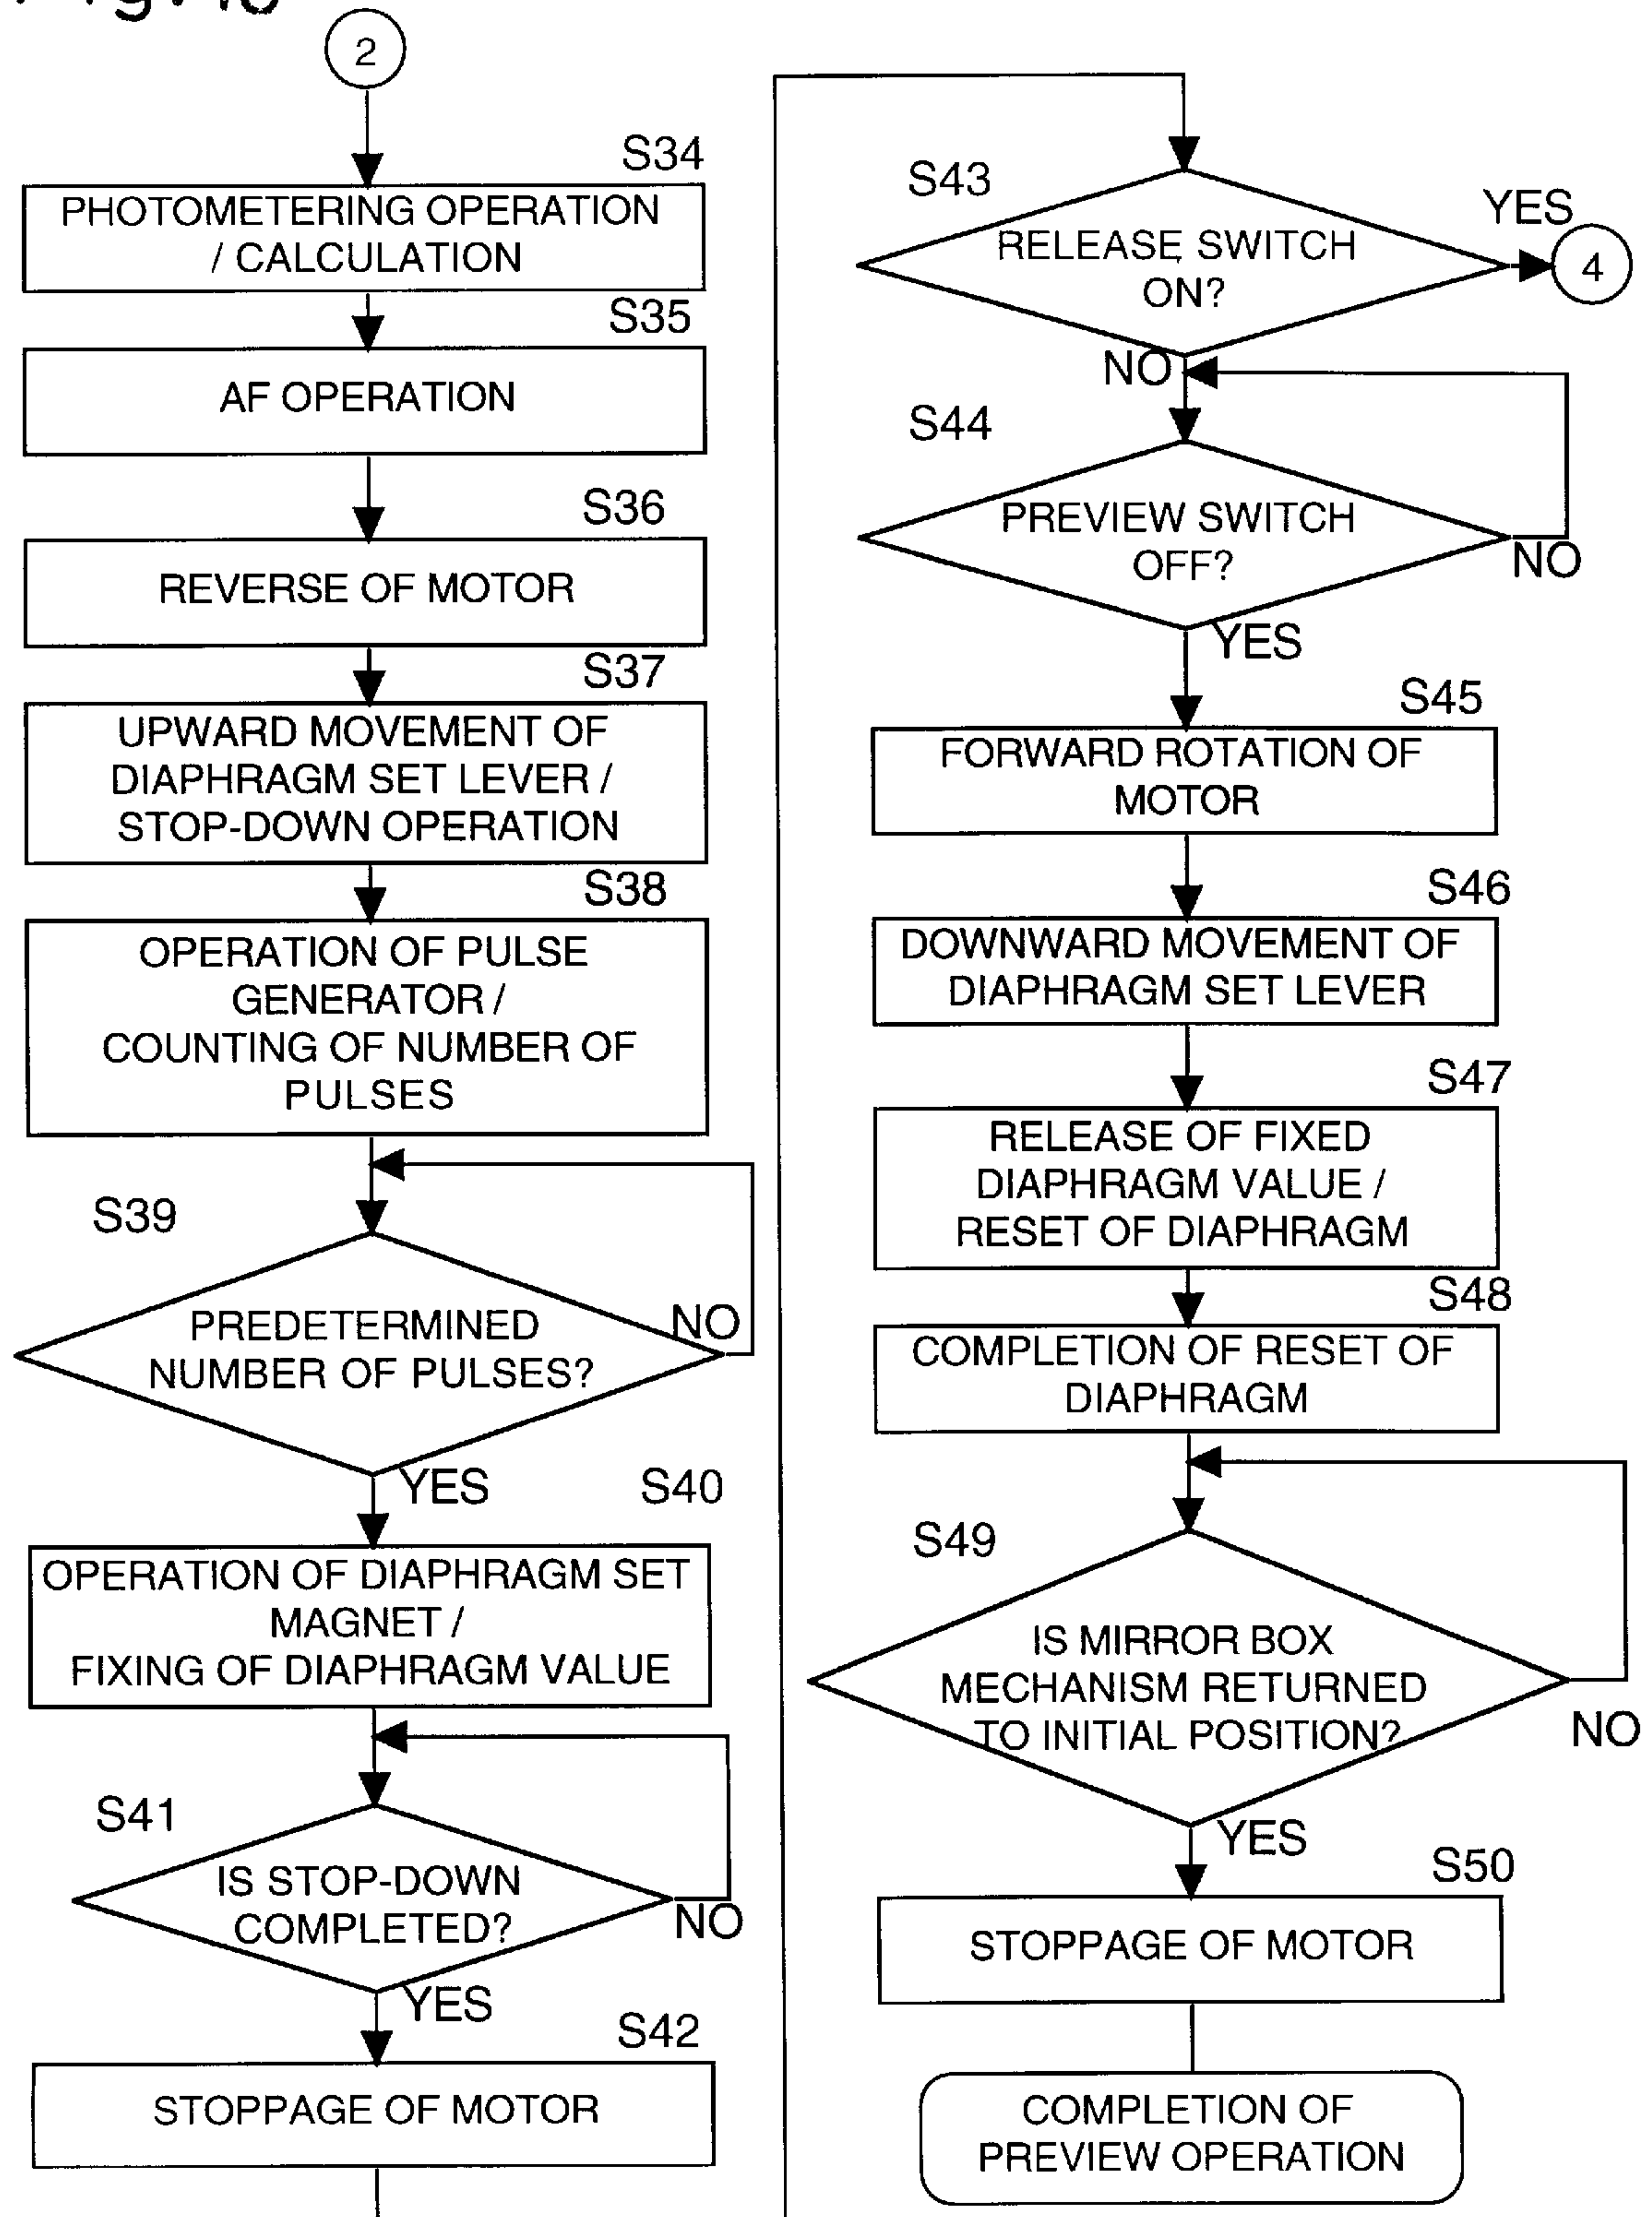 2
S34
PHOTOMETERING OPERATION
/ CALCULATION
S35
AF OPERATION
S36
REVERSE OF MOTOR
S37
UPWARD MOVEMENT OF
DIAPHRAGM SET LEVER /
STOP-DOWN OPERATION
S38
OPERATION OF PULSE
GENERATOR /
COUNTING OF NUMBER OF
PULSES
S39
PREDETERMINED
NUMBER OF PULSES?
NO
YES
S40
OPERATION OF DIAPHRAGM SET
MAGNET /
FIXING OF DIAPHRAGM VALUE
S41
IS STOP-DOWN
COMPLETED?
NO
YES
S42
STOPPAGE OF MOTOR
S43
RELEASE SWITCH
ON?
YES
4
NO
S44
PREVIEW SWITCH
OFF?
NO
YES
S45
FORWARD ROTATION OF
MOTOR
S46
DOWNWARD MOVEMENT OF
DIAPHRAGM SET LEVER
S47
RELEASE OF FIXED
DIAPHRAGM VALUE /
RESET OF DIAPHRAGM
S48
COMPLETION OF RESET OF
DIAPHRAGM
S49
IS MIRROR BOX
MECHANISM RETURNED
TO INITIAL POSITION?
NO
YES
S50
STOPPAGE OF MOTOR
COMPLETION OF
PREVIEW OPERATION